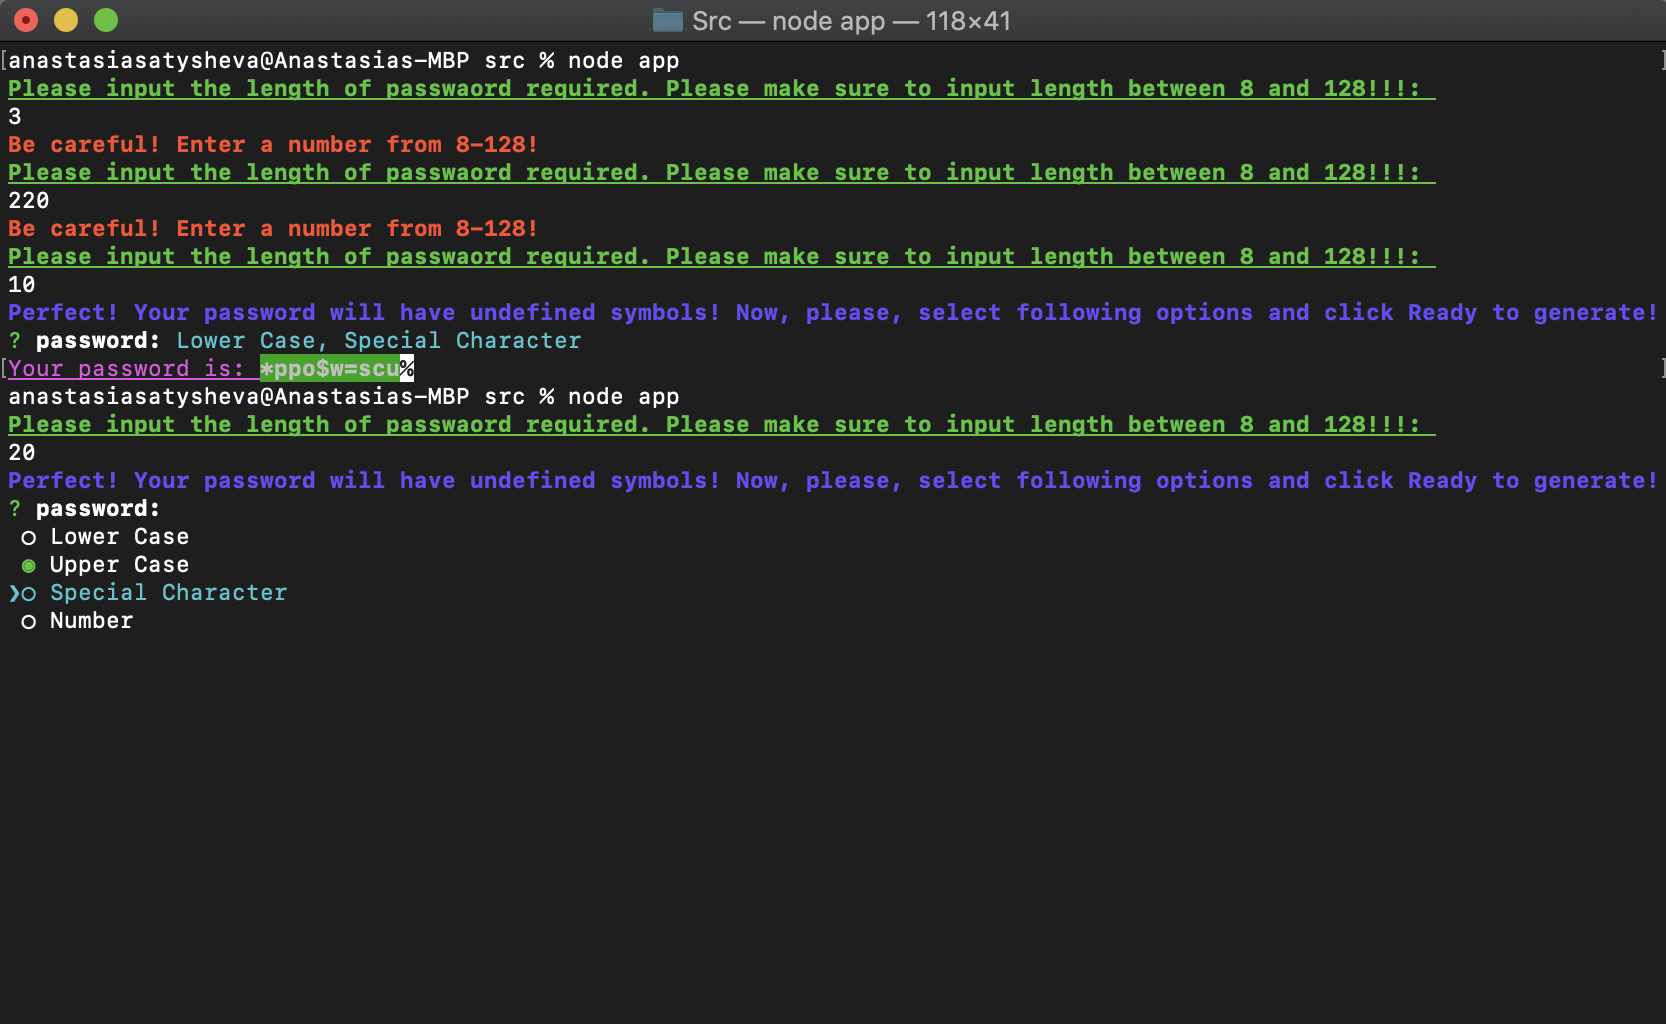 Src — node app — 118×41
anastasiasatysheva@Anastasias-MBP src % node app
Please input the length of passwaord required. Please make sure to input length between 8 and 128!!!:
3
Be careful! Enter a number from 8-128!
Please input the length of passwaord required. Please make sure to input length between 8 and 128!!!:
220
Be careful! Enter a number from 8-128!
Please input the length of passwaord required. Please make sure to input length between 8 and 128!!!:
10
Perfect! Your password will have undefined symbols! Now, please, select following options and click Ready to generate!
? password: Lower Case, Special Character
Your password is: *ppo$w=scu%
anastasiasatysheva@Anastasias-MBP src % node app
Please input the length of passwaord required. Please make sure to input length between 8 and 128!!!:
20
Perfect! Your password will have undefined symbols! Now, please, select following options and click Ready to generate!
? password:
○ Lower Case
◉ Upper Case
❯○ Special Character
○ Number